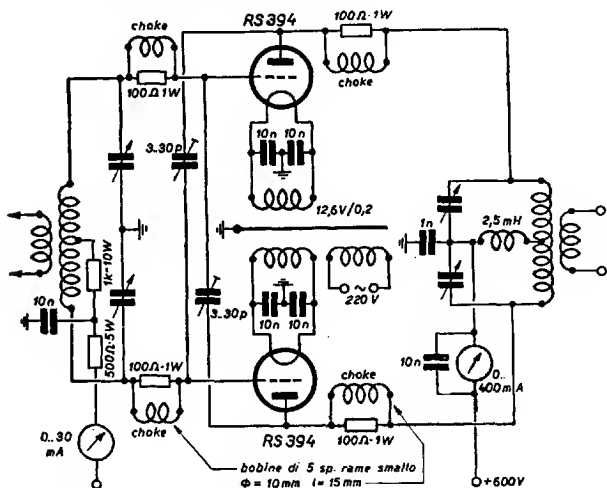 RS394
choke
100Ω·1W
100Ω·1W
choke
3..30p
10n
10n
12,6V/0,2
1n
2,5mH
1k-10W
220V
10n
500Ω-5W
3..30p
10n
10n
10n
0..
400mA
100Ω-1W
choke
choke
100Ω-1W
RS394
0..30
mA
bobine di 5 sp. rame smalto
Φ = 10mm l = 15mm
+600V